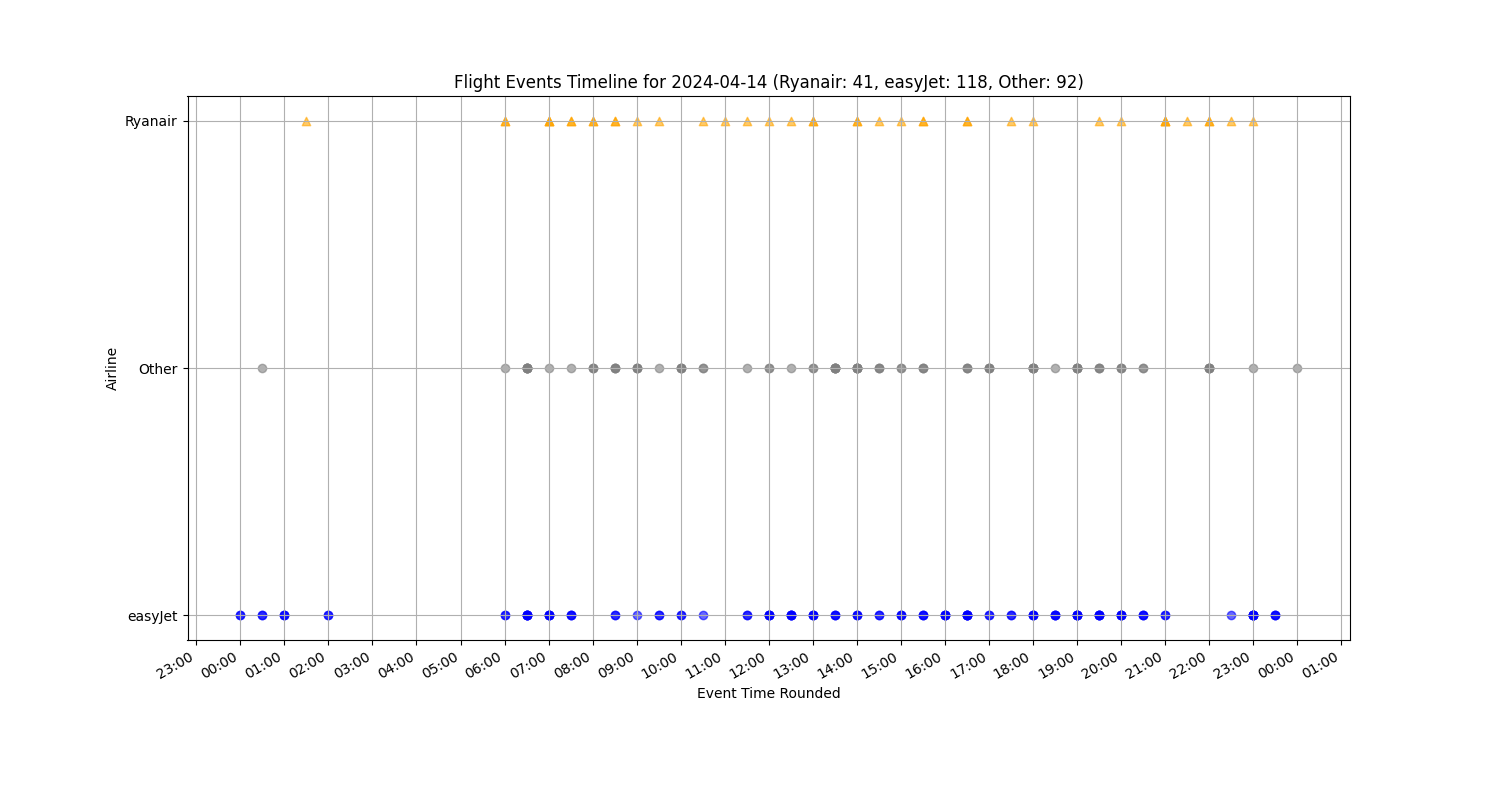 Flight Events Timeline for 2024-04-14 (Ryanair: 41, easyJet: 118, Other: 92)
Ryanair
Other
easyJet
Airline
23:00 00:00 01:00 02:00 03:00 04:00 05:00 06:00 07:00 08:00 09:00 10:00 11:00 12:00 13:00 14:00 15:00 16:00 17:00 18:00 19:00 20:00 21:00 22:00 23:00 00:00 01:00
Event Time Rounded